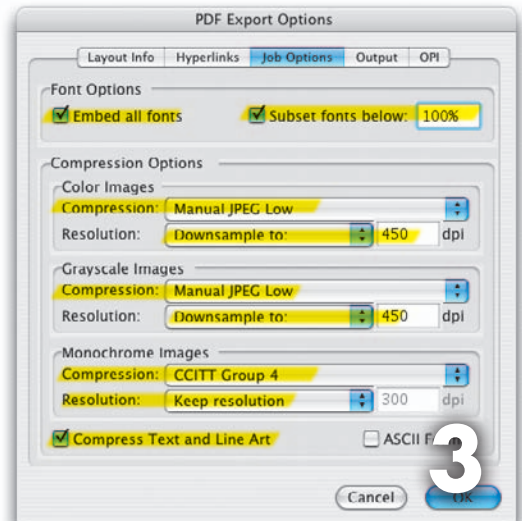 PDF Export Options
Layout Info Hyperlinks Job Options Output OPI
Font Options
Embed all fonts Subset fonts below: 100%
Compression Options
Color Images
Compression: Manual JPEG Low
Resolution: Downsample to: 450 dpi
Grayscale Images
Compression: Manual JPEG Low
Resolution: Downsample to: 450 dpi
Monochrome Images
Compression: CCITT Group 4
Resolution: Keep resolution 300 dpi
Compress Text and Line Art ASCII
3
Cancel OK